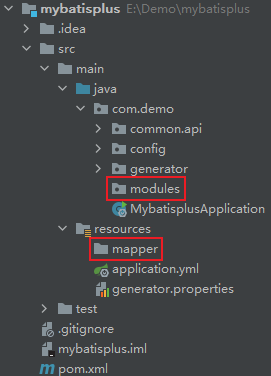 mybatisplus E:\Demo\mybatisplus
.idea
src
main
java
com.demo
common.api
config
generator
modules
MybatisplusApplication
resources
mapper
application.yml
generator.properties
test
.gitignore
mybatisplus.iml
pom.xml